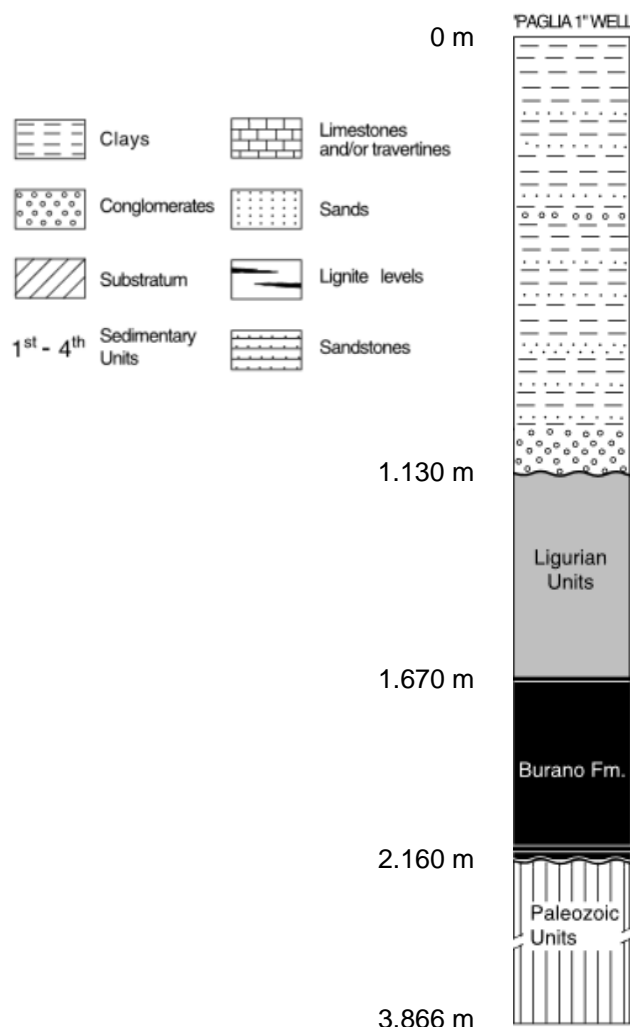 "PAGLIA 1" WELL
0 m
Clays
Limestones
and/or travertines
Conglomerates
Sands
Substratum
Lignite levels
1st - 4th
Sedimentary
Units
Sandstones
1.130 m
Ligurian
Units
1.670 m
Burano Fm.
2.160 m
Paleozoic
Units
3.866 m